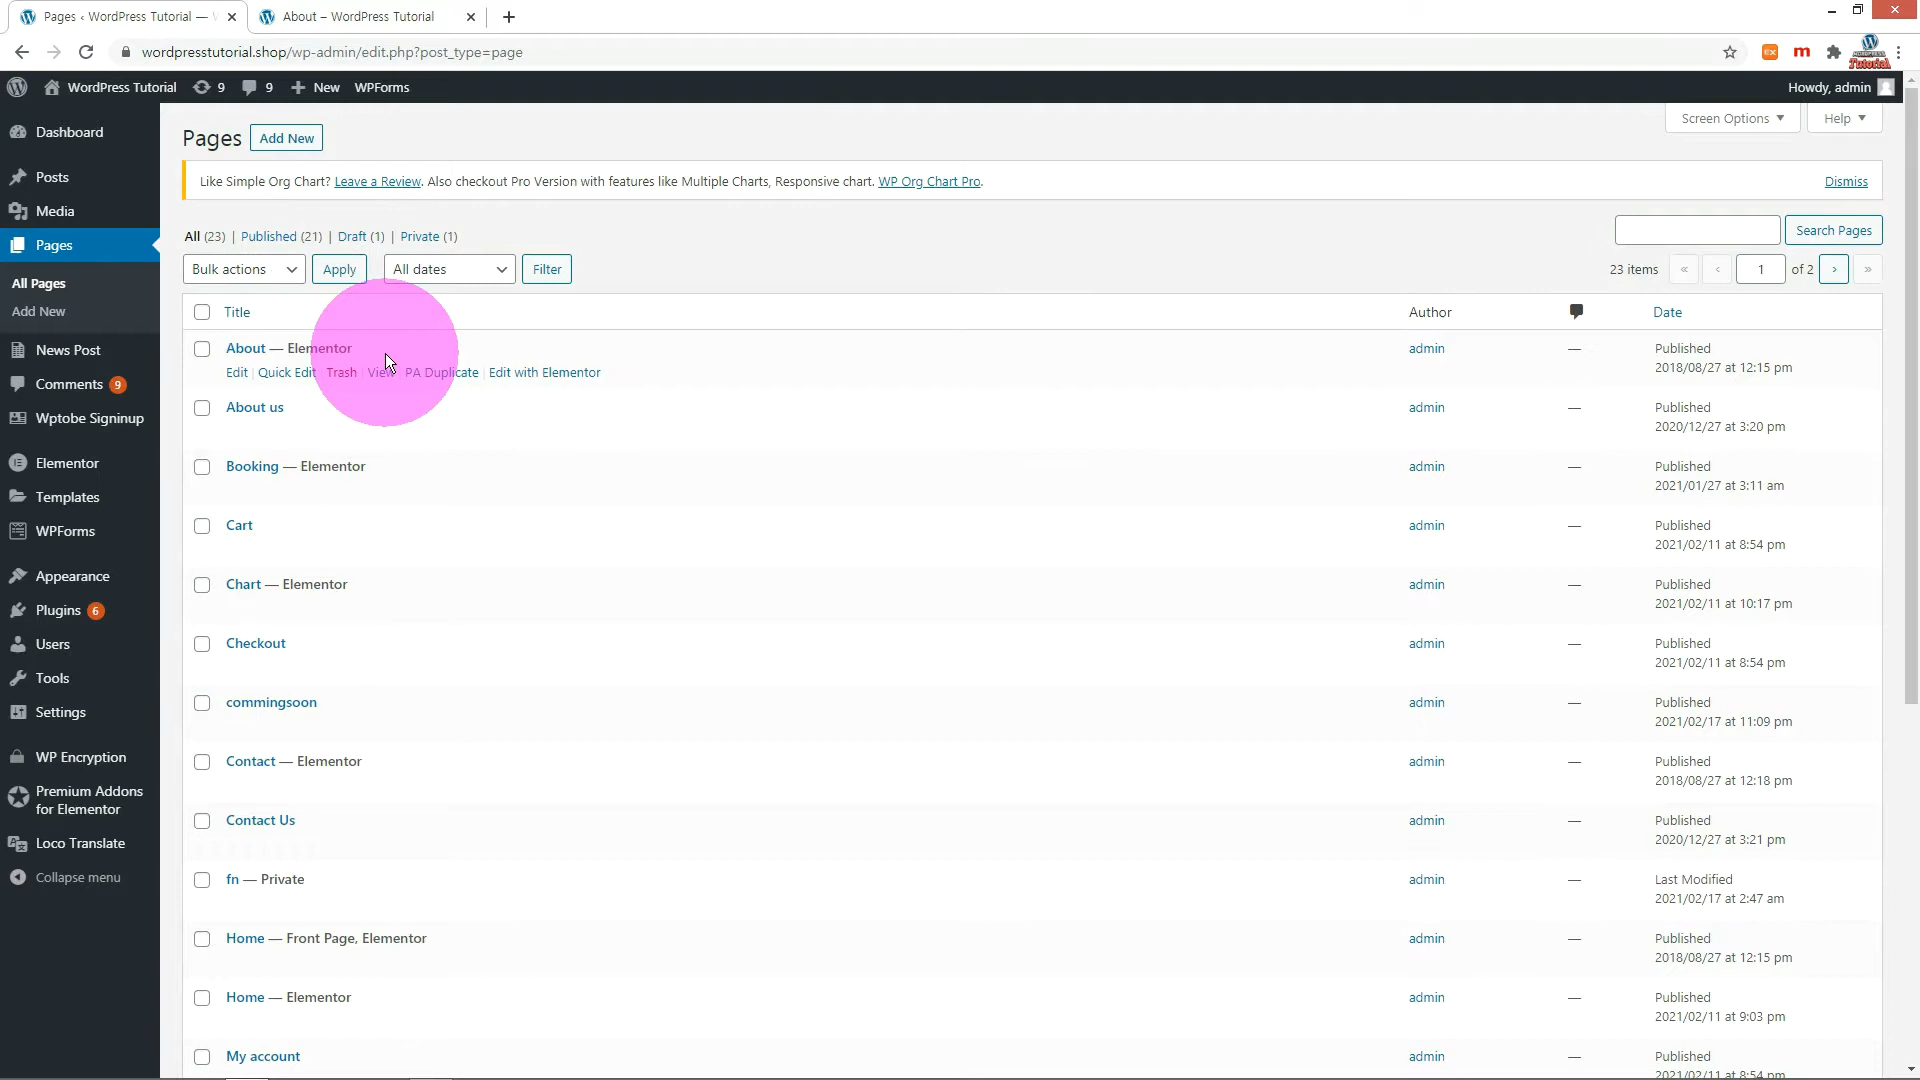 Pages ‹ WordPress Tutorial —
About – WordPress Tutorial
wordpresstutorial.shop/wp-admin/edit.php?post_type=page
EX
m
WORDPRESS
Tutorial
WordPress Tutorial
9
9
New
WPForms
Howdy, admin
Dashboard
Posts
Media
Pages
All Pages
Add New
News Post
Comments 9
Wptobe Signinup
Elementor
Templates
WPForms
Appearance
Plugins 6
Users
Tools
Settings
WP Encryption
Premium Addons
for Elementor
Loco Translate
Collapse menu
Screen Options
Help
Pages
Add New
Like Simple Org Chart? Leave a Review. Also checkout Pro Version with features like Multiple Charts, Responsive chart. WP Org Chart Pro.
Dismiss
All (23) | Published (21) | Draft (1) | Private (1)
Search Pages
Bulk actions
Apply
All dates
Filter
23 items « ‹ 1 of 2 › »
Title
Author
Date
About — Elementor
Edit | Quick Edit Trash | View PA Duplicate | Edit with Elementor
admin
—
Published
2018/08/27 at 12:15 pm
About us
admin
—
Published
2020/12/27 at 3:20 pm
Booking — Elementor
admin
—
Published
2021/01/27 at 3:11 am
Cart
admin
—
Published
2021/02/11 at 8:54 pm
Chart — Elementor
admin
—
Published
2021/02/11 at 10:17 pm
Checkout
admin
—
Published
2021/02/11 at 8:54 pm
commingsoon
admin
—
Published
2021/02/17 at 11:09 pm
Contact — Elementor
admin
—
Published
2018/08/27 at 12:18 pm
Contact Us
admin
—
Published
2020/12/27 at 3:21 pm
fn — Private
admin
—
Last Modified
2021/02/17 at 2:47 am
Home — Front Page, Elementor
admin
—
Published
2018/08/27 at 12:15 pm
Home — Elementor
admin
—
Published
2021/02/11 at 9:03 pm
My account
admin
—
Published
2021/02/11 at 8:54 pm